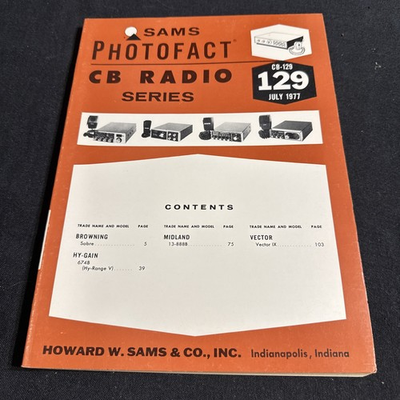 SAMS
PHOTOFACT®
CB RADIO
SERIES
CB-129
129
JULY 1977
CONTENTS
TRADE NAME AND MODEL PAGE
BROWNING
Sabre 5
HY-GAIN
674B
(Hy-Range V) 39
TRADE NAME AND MODEL PAGE
MIDLAND
13-888B 75
TRADE NAME AND MODEL PAGE
VECTOR
Vector IX 105
HOWARD W. SAMS & CO., INC. Indianapolis, Indiana